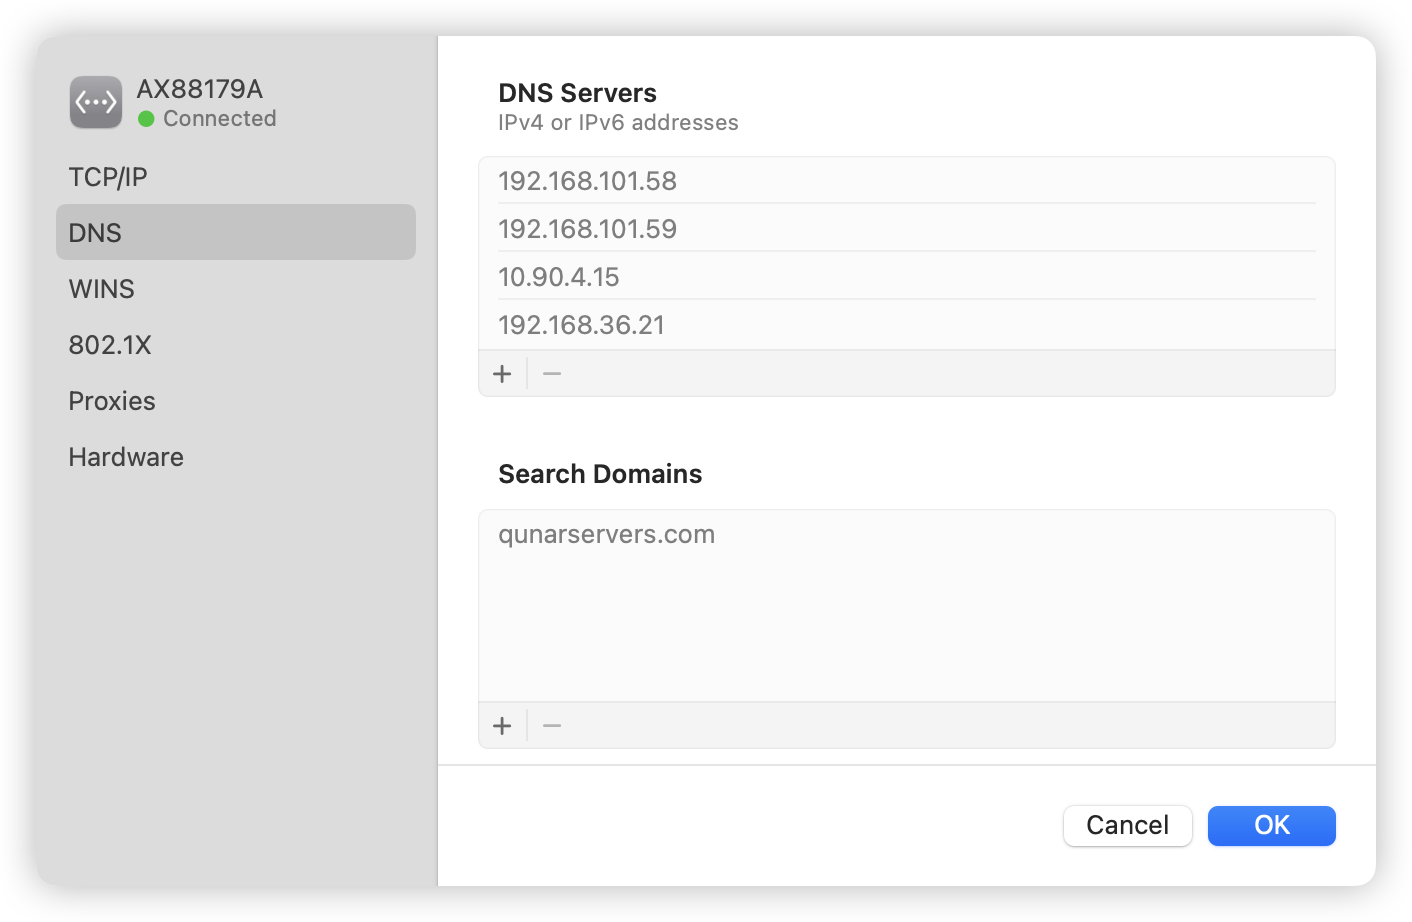 AX88179A
Connected
TCP/IP
DNS
WINS
802.1X
Proxies
Hardware
DNS Servers
IPv4 or IPv6 addresses
192.168.101.58
192.168.101.59
10.90.4.15
192.168.36.21
Search Domains
qunarservers.com
Cancel
OK